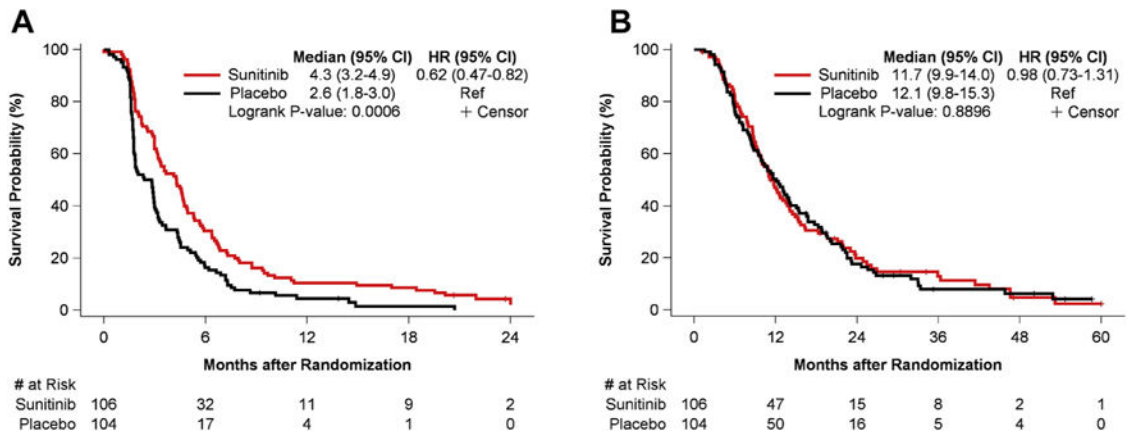 A
Median (95% CI) HR (95% CI)
Sunitinib 4.3 (3.2-4.9) 0.62 (0.47-0.82)
Placebo 2.6 (1.8-3.0) Ref
Logrank P-value: 0.0006 + Censor
Survival Probability (%)
100
80
60
40
20
0
0 6 12 18 24
Months after Randomization
# at Risk
Sunitinib 106 32 11 9 2
Placebo 104 17 4 1 0
B
Median (95% CI) HR (95% CI)
Sunitinib 11.7 (9.9-14.0) 0.98 (0.73-1.31)
Placebo 12.1 (9.8-15.3) Ref
Logrank P-value: 0.8896 + Censor
Survival Probability (%)
100
80
60
40
20
0
0 12 24 36 48 60
Months after Randomization
# at Risk
Sunitinib 106 47 15 8 2 1
Placebo 104 50 16 5 4 0